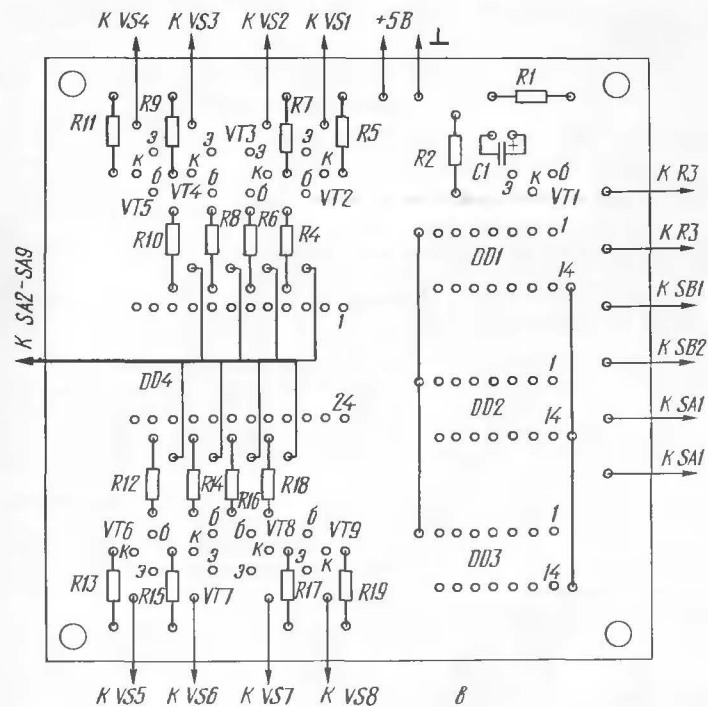 К VS4 К VS3 К VS2 К VS1 +5 В ⊥
R1
R11 R9 R7 R5 R2 C1 +
э э VT3 э э к б
к к к к VT1
б б б б
VT5 VT4 VT2
К R3
R10 R8 R6 R4
1
DD1
К R3
14
К SB1
1
К SA2-SA9
К SB2
DD4
1
DD2
24
14
К SA1
R12 R14 R16 R18
К SA1
VT6 б б б VT8 б VT9
к к к к
1
DD3
э э э э
R13 R15 VT7 R17 R19
14
К VS5 К VS6 К VS7 К VS8 в